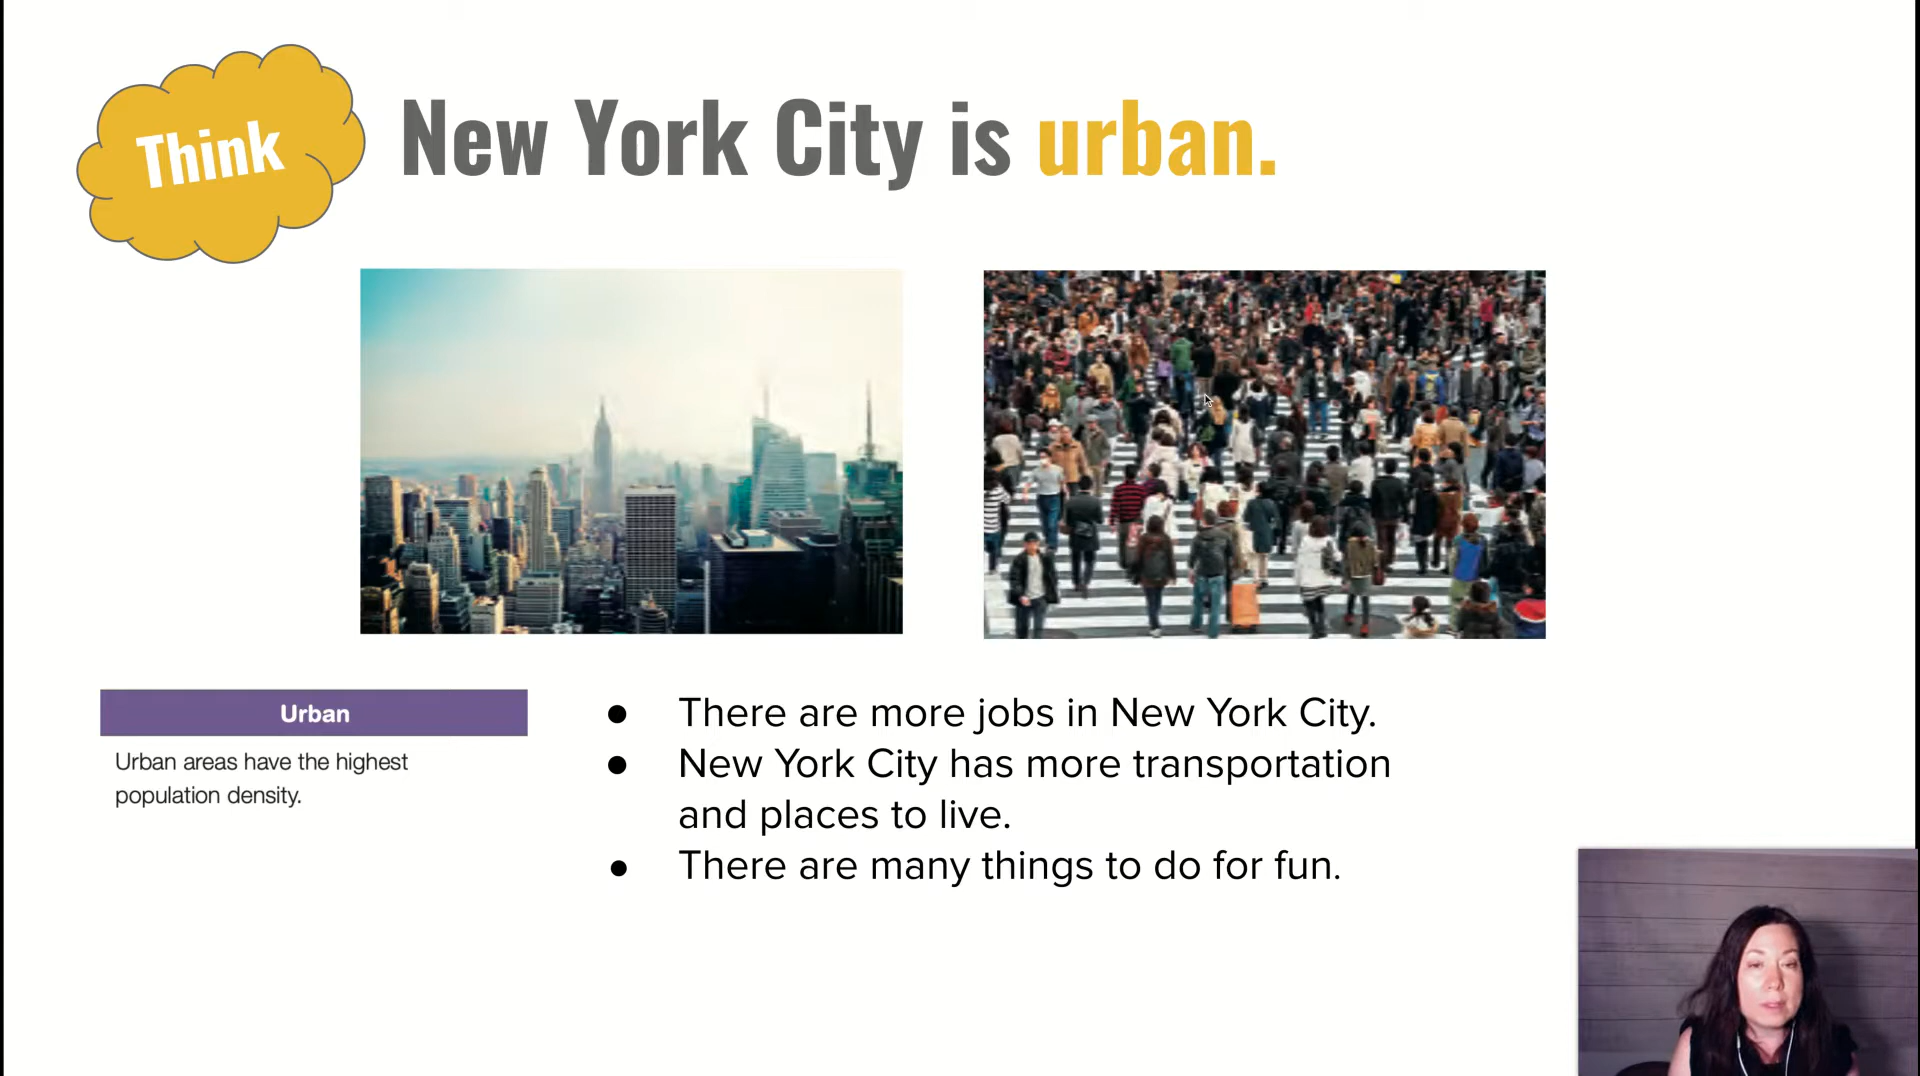 Think
New York City is urban.
Urban
Urban areas have the highest
population density.
● There are more jobs in New York City.
● New York City has more transportation
and places to live.
● There are many things to do for fun.